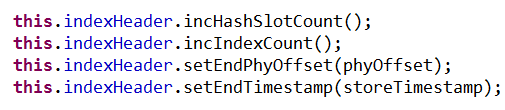 this.indexHeader.incHashSlotCount();
this.indexHeader.incIndexCount();
this.indexHeader.setEndPhyOffset(phyOffset);
this.indexHeader.setEndTimestamp(storeTimestamp);